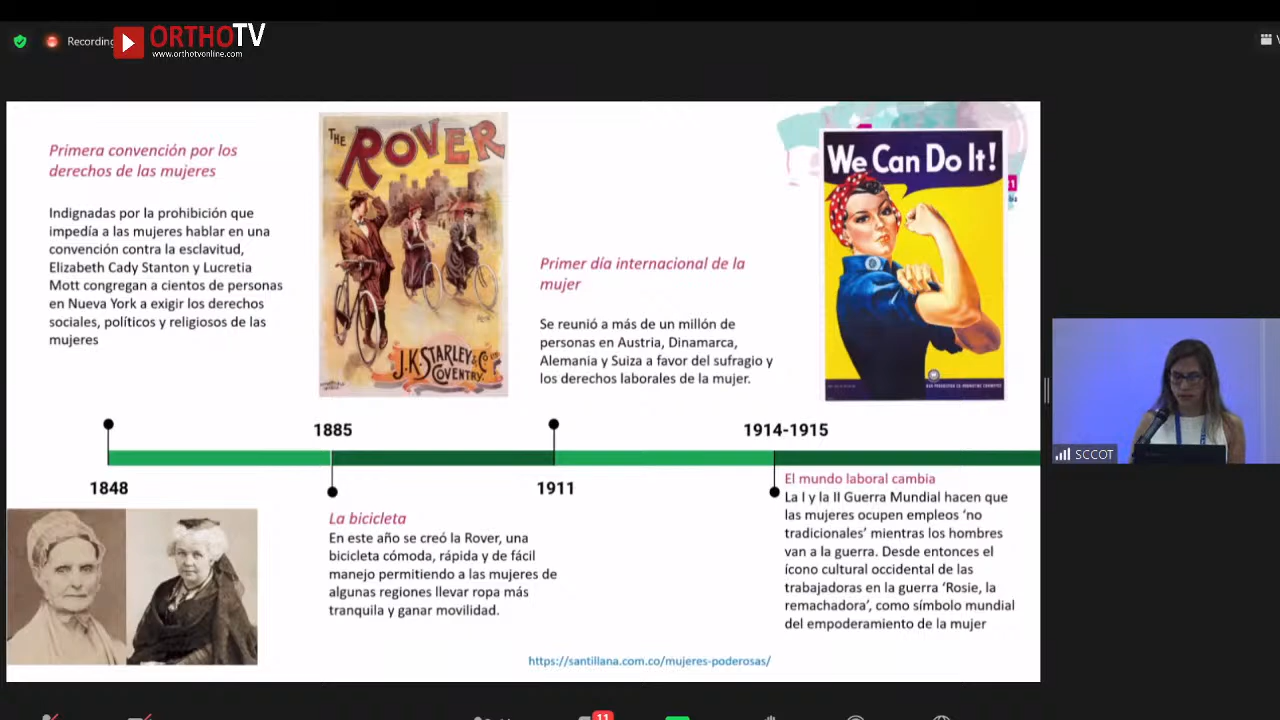 Recording
ORTHOTV
www.orthotvonline.com
Primera convención por los
derechos de las mujeres
Indignadas por la prohibición que
impedía a las mujeres hablar en una
convención contra la esclavitud,
Elizabeth Cady Stanton y Lucretia
Mott congregan a cientos de personas
en Nueva York a exigir los derechos
sociales, políticos y religiosos de las
mujeres
THE ROVER
J.K. STARLEY & Co
COVENTRY.
Primer día internacional de la
mujer
Se reunió a más de un millón de
personas en Austria, Dinamarca,
Alemania y Suiza a favor del sufragio y
los derechos laborales de la mujer.
We Can Do It!
1885
1914-1915
1848
1911
La bicicleta
En este año se creó la Rover, una
bicicleta cómoda, rápida y de fácil
manejo permitiendo a las mujeres de
algunas regiones llevar ropa más
tranquila y ganar movilidad.
El mundo laboral cambia
La I y la II Guerra Mundial hacen que
las mujeres ocupen empleos ‘no
tradicionales’ mientras los hombres
van a la guerra. Desde entonces el
ícono cultural occidental de las
trabajadoras en la guerra ‘Rosie, la
remachadora’, como símbolo mundial
del empoderamiento de la mujer
https://santillana.com.co/mujeres-poderosas/
SCCOT
11